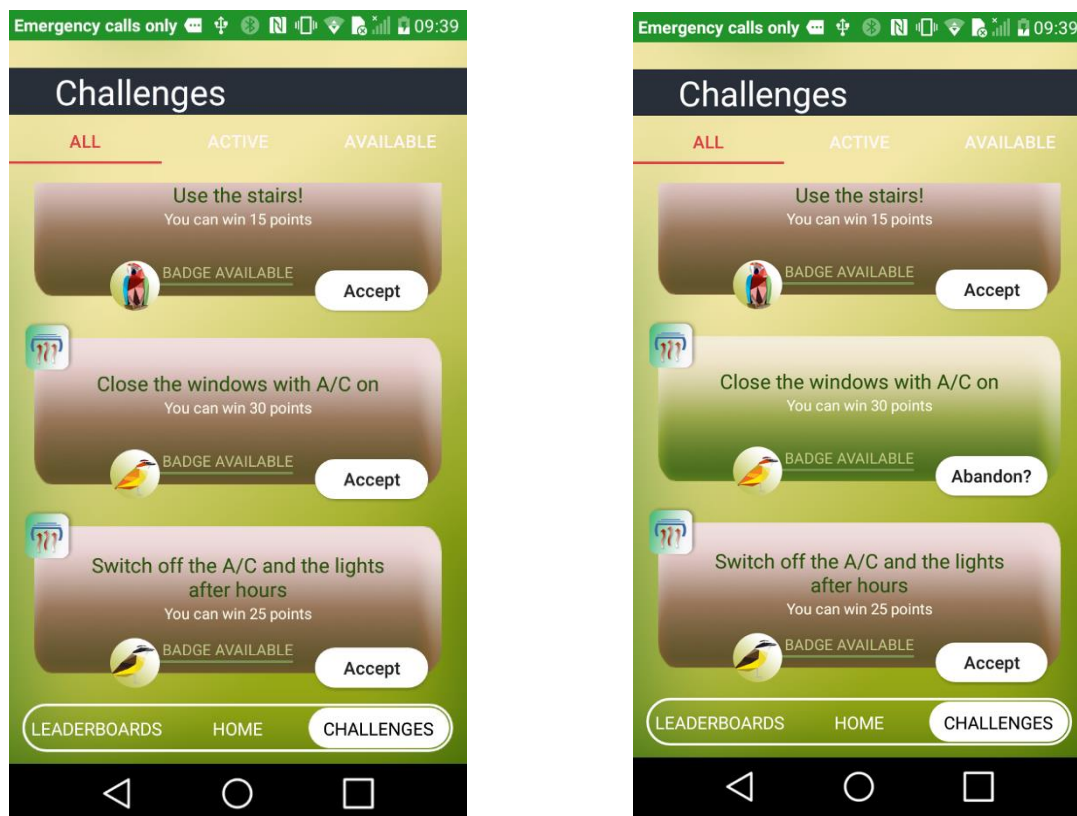 Emergency calls only 09:39
Challenges
ALL ACTIVE AVAILABLE
Use the stairs!
You can win 15 points
BADGE AVAILABLE
Accept
Close the windows with A/C on
You can win 30 points
BADGE AVAILABLE
Accept
Switch off the A/C and the lights
after hours
You can win 25 points
BADGE AVAILABLE
Accept
LEADERBOARDS HOME CHALLENGES
Emergency calls only 09:39
Challenges
ALL ACTIVE AVAILABLE
Use the stairs!
You can win 15 points
BADGE AVAILABLE
Accept
Close the windows with A/C on
You can win 30 points
BADGE AVAILABLE
Abandon?
Switch off the A/C and the lights
after hours
You can win 25 points
BADGE AVAILABLE
Accept
LEADERBOARDS HOME CHALLENGES